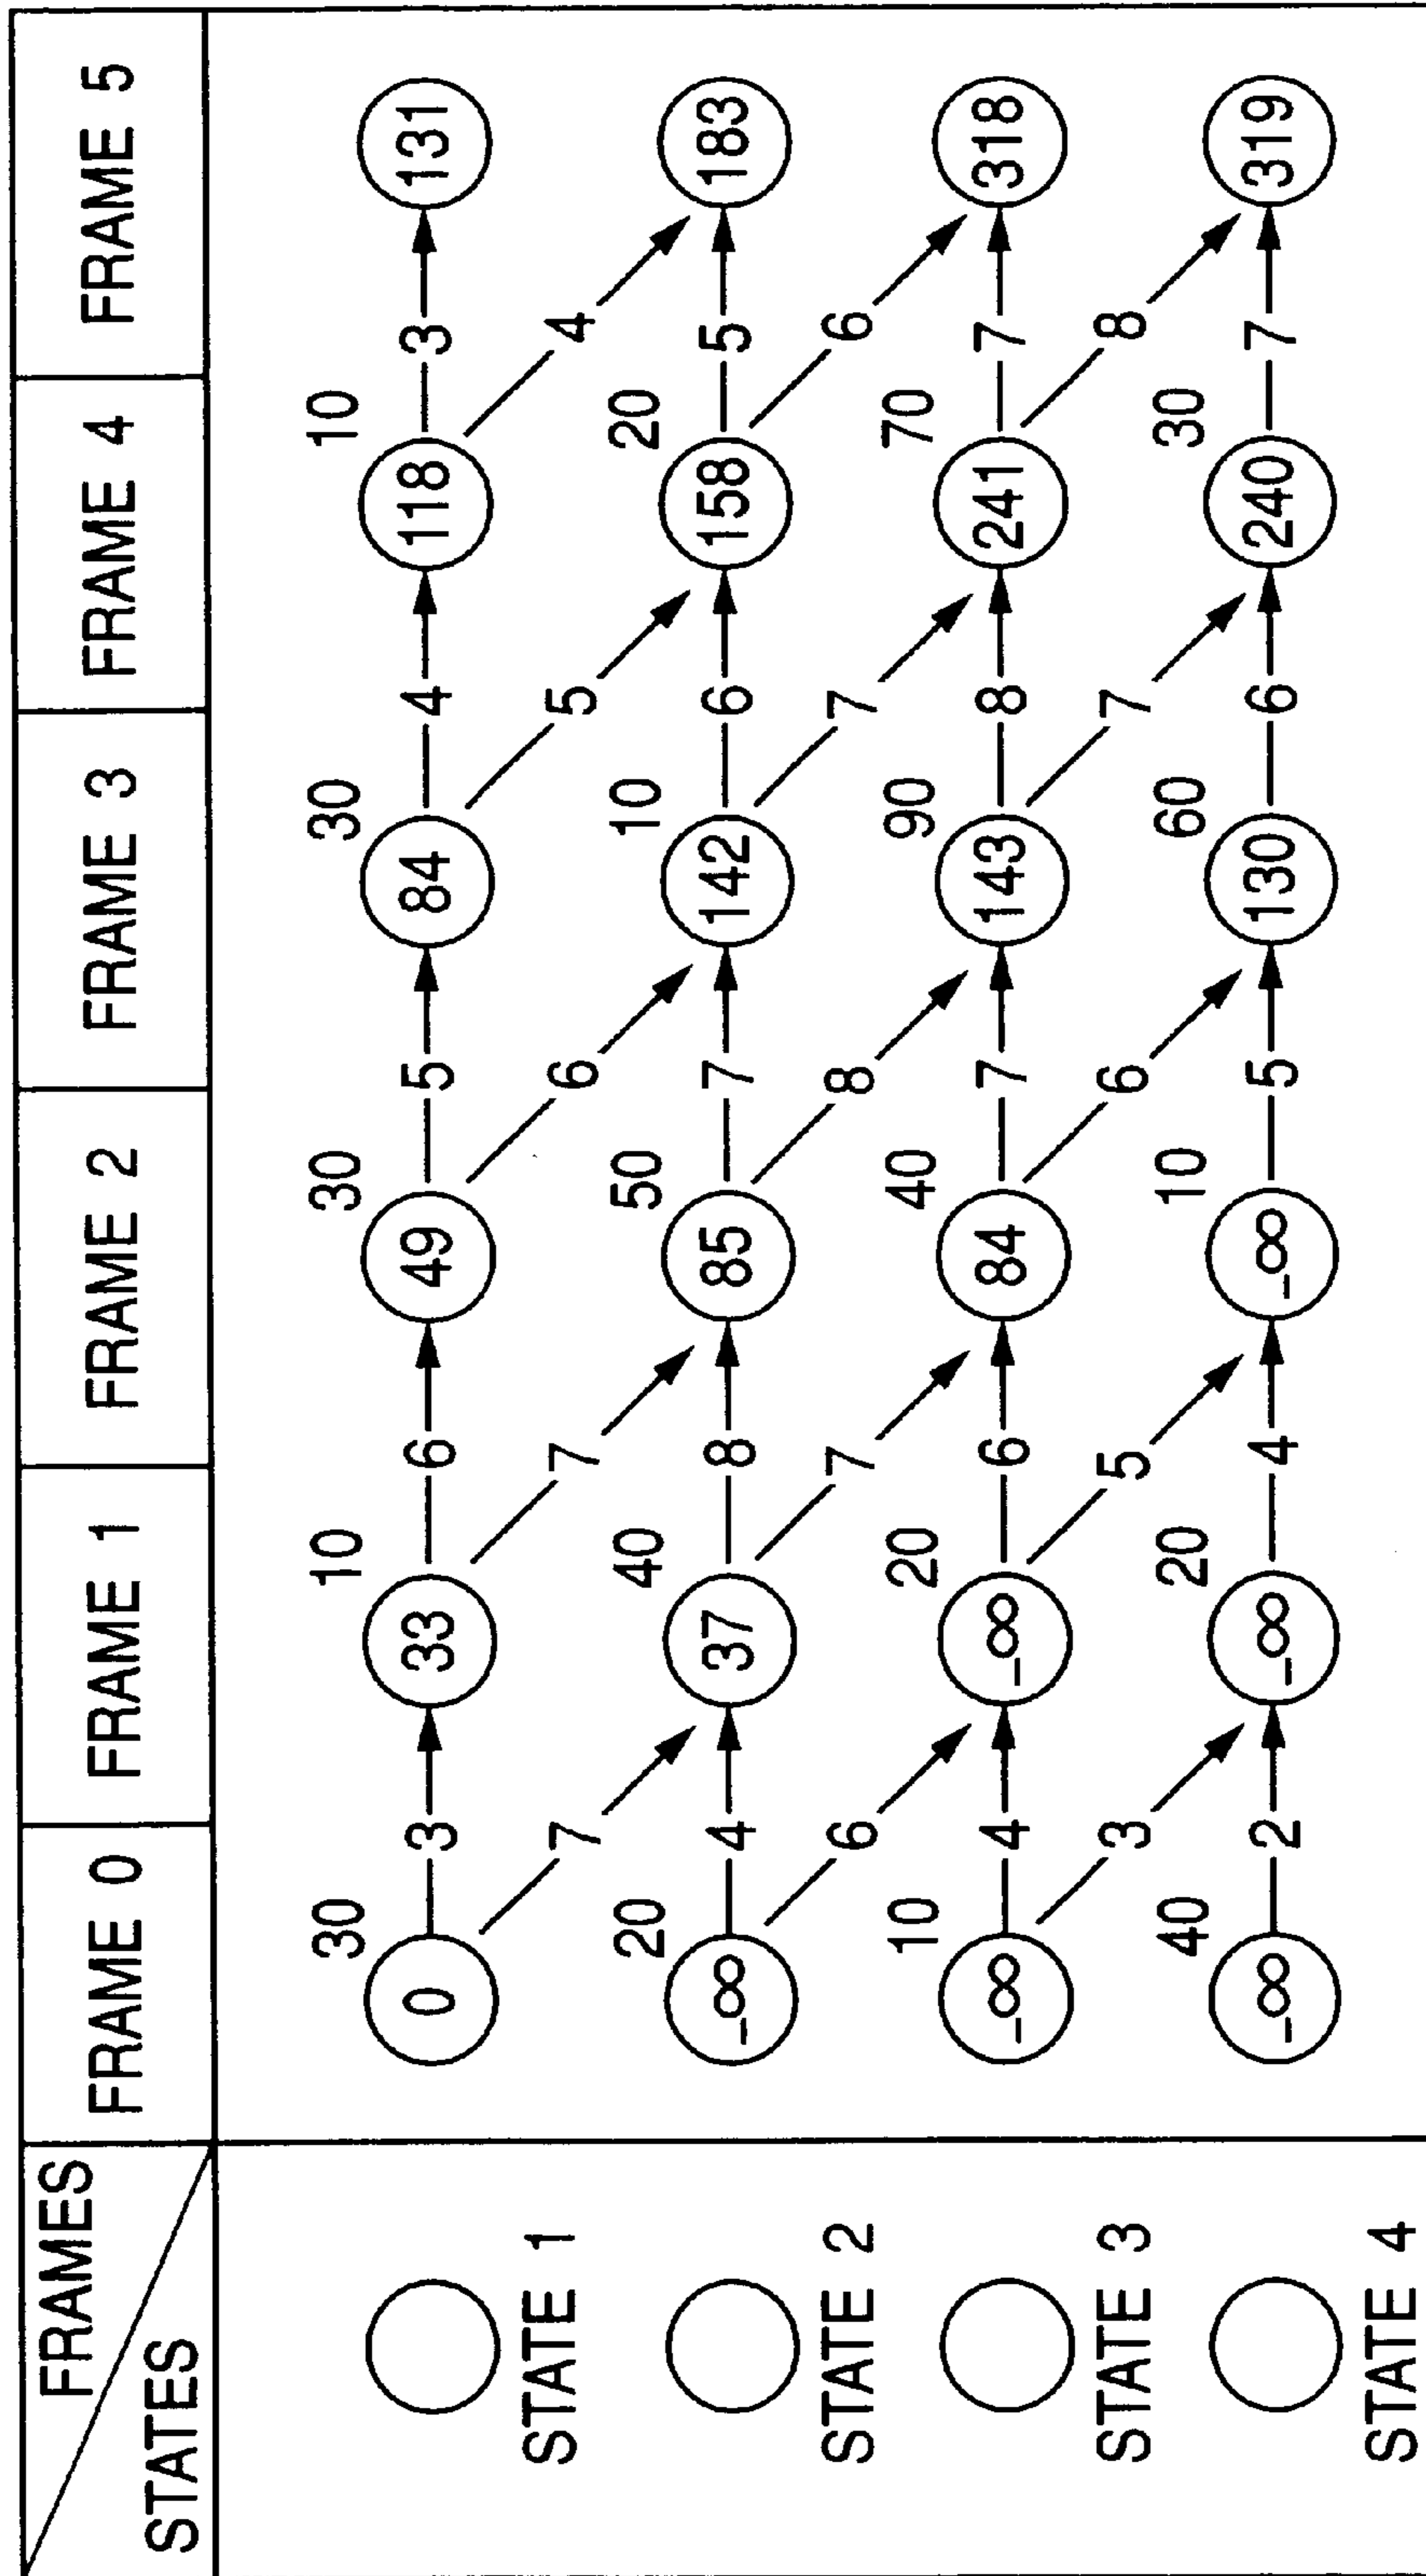 FRAMES
STATES
FRAME 0 FRAME 1 FRAME 2 FRAME 3 FRAME 4 FRAME 5
30 10 30 30 10
0 3 33 6 49 5 84 4 118 3 131
STATE 1
7 7 6 5 4
20 40 50 10 20
-∞ 4 37 8 85 7 142 6 158 5 183
STATE 2
6 7 8 7 6
10 20 40 90 70
-∞ 4 -∞ 6 84 7 143 8 241 7 318
STATE 3
3 5 6 7 8
40 20 10 60 30
-∞ 2 -∞ 4 -∞ 5 130 6 240 7 319
STATE 4